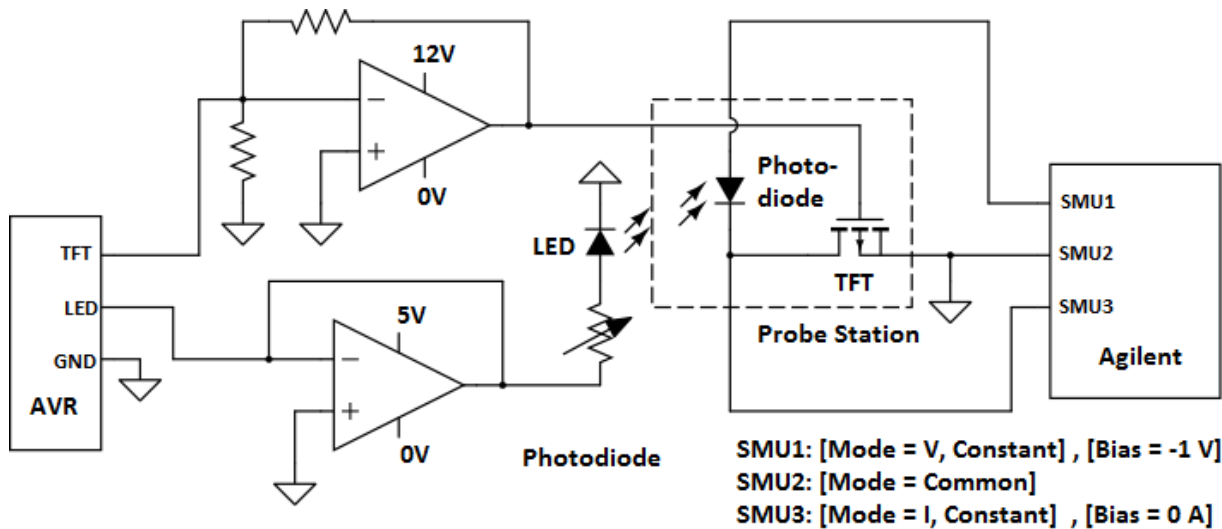 12V
−
+
0V
Photo-
diode
SMU1
LED
TFT
SMU2
TFT
LED
5V
SMU3
Probe Station
GND
−
Agilent
AVR
+
0V
Photodiode
SMU1: [Mode = V, Constant] , [Bias = -1 V]
SMU2: [Mode = Common]
SMU3: [Mode = I, Constant] , [Bias = 0 A]